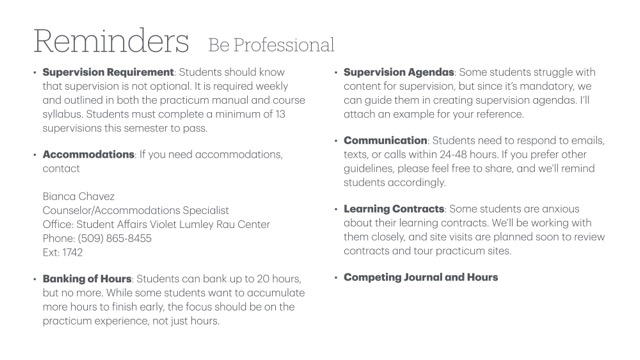 Reminders Be Professional
• Supervision Requirement: Students should know
that supervision is not optional. It is required weekly
and outlined in both the practicum manual and course
syllabus. Students must complete a minimum of 13
supervisions this semester to pass.
• Accommodations: If you need accommodations,
contact
Bianca Chavez
Counselor/Accommodations Specialist
Office: Student Affairs Violet Lumley Rau Center
Phone: (509) 865-8455
Ext: 1742
• Banking of Hours: Students can bank up to 20 hours,
but no more. While some students want to accumulate
more hours to finish early, the focus should be on the
practicum experience, not just hours.
• Supervision Agendas: Some students struggle with
content for supervision, but since it's mandatory, we
can guide them in creating supervision agendas. I'll
attach an example for your reference.
• Communication: Students need to respond to emails,
texts, or calls within 24-48 hours. If you prefer other
guidelines, please feel free to share, and we'll remind
students accordingly.
• Learning Contracts: Some students are anxious
about their learning contracts. We'll be working with
them closely, and site visits are planned soon to review
contracts and tour practicum sites.
• Competing Journal and Hours